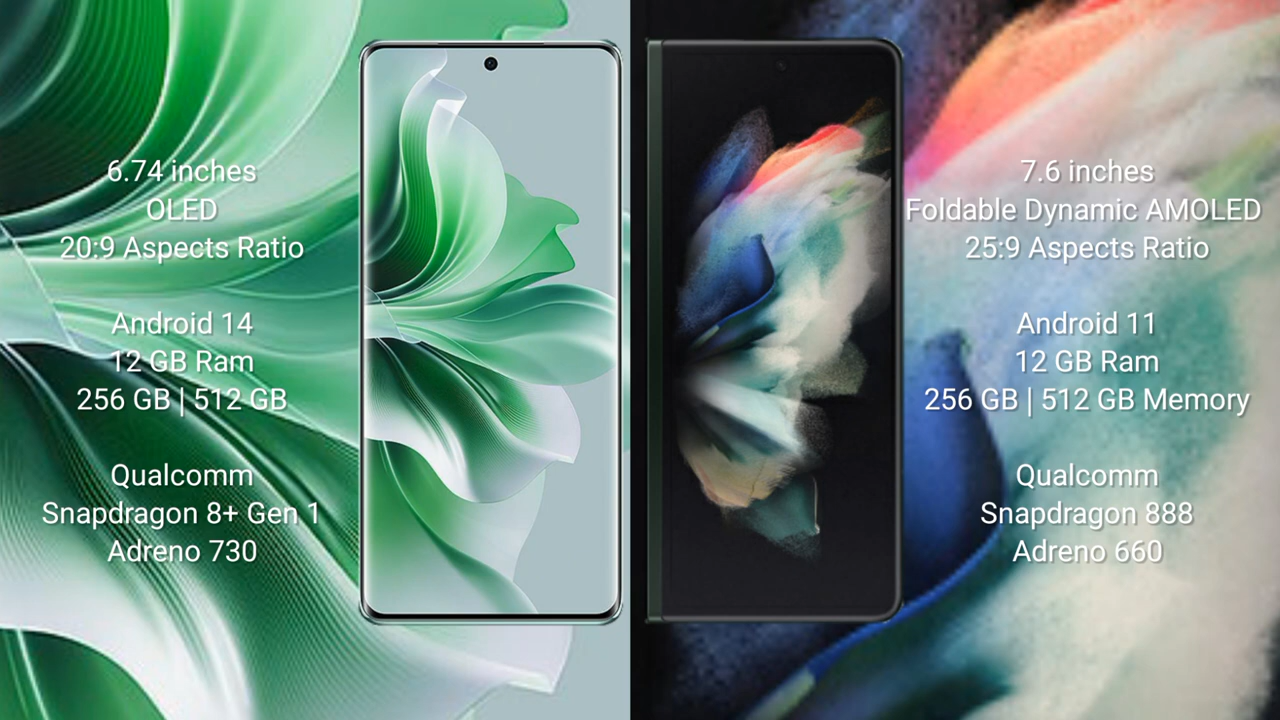 6.74 inches
OLED
20:9 Aspects Ratio
Android 14
12 GB Ram
256 GB | 512 GB
Qualcomm
Snapdragon 8+ Gen 1
Adreno 730
7.6 inches
Foldable Dynamic AMOLED
25:9 Aspects Ratio
Android 11
12 GB Ram
256 GB | 512 GB Memory
Qualcomm
Snapdragon 888
Adreno 660